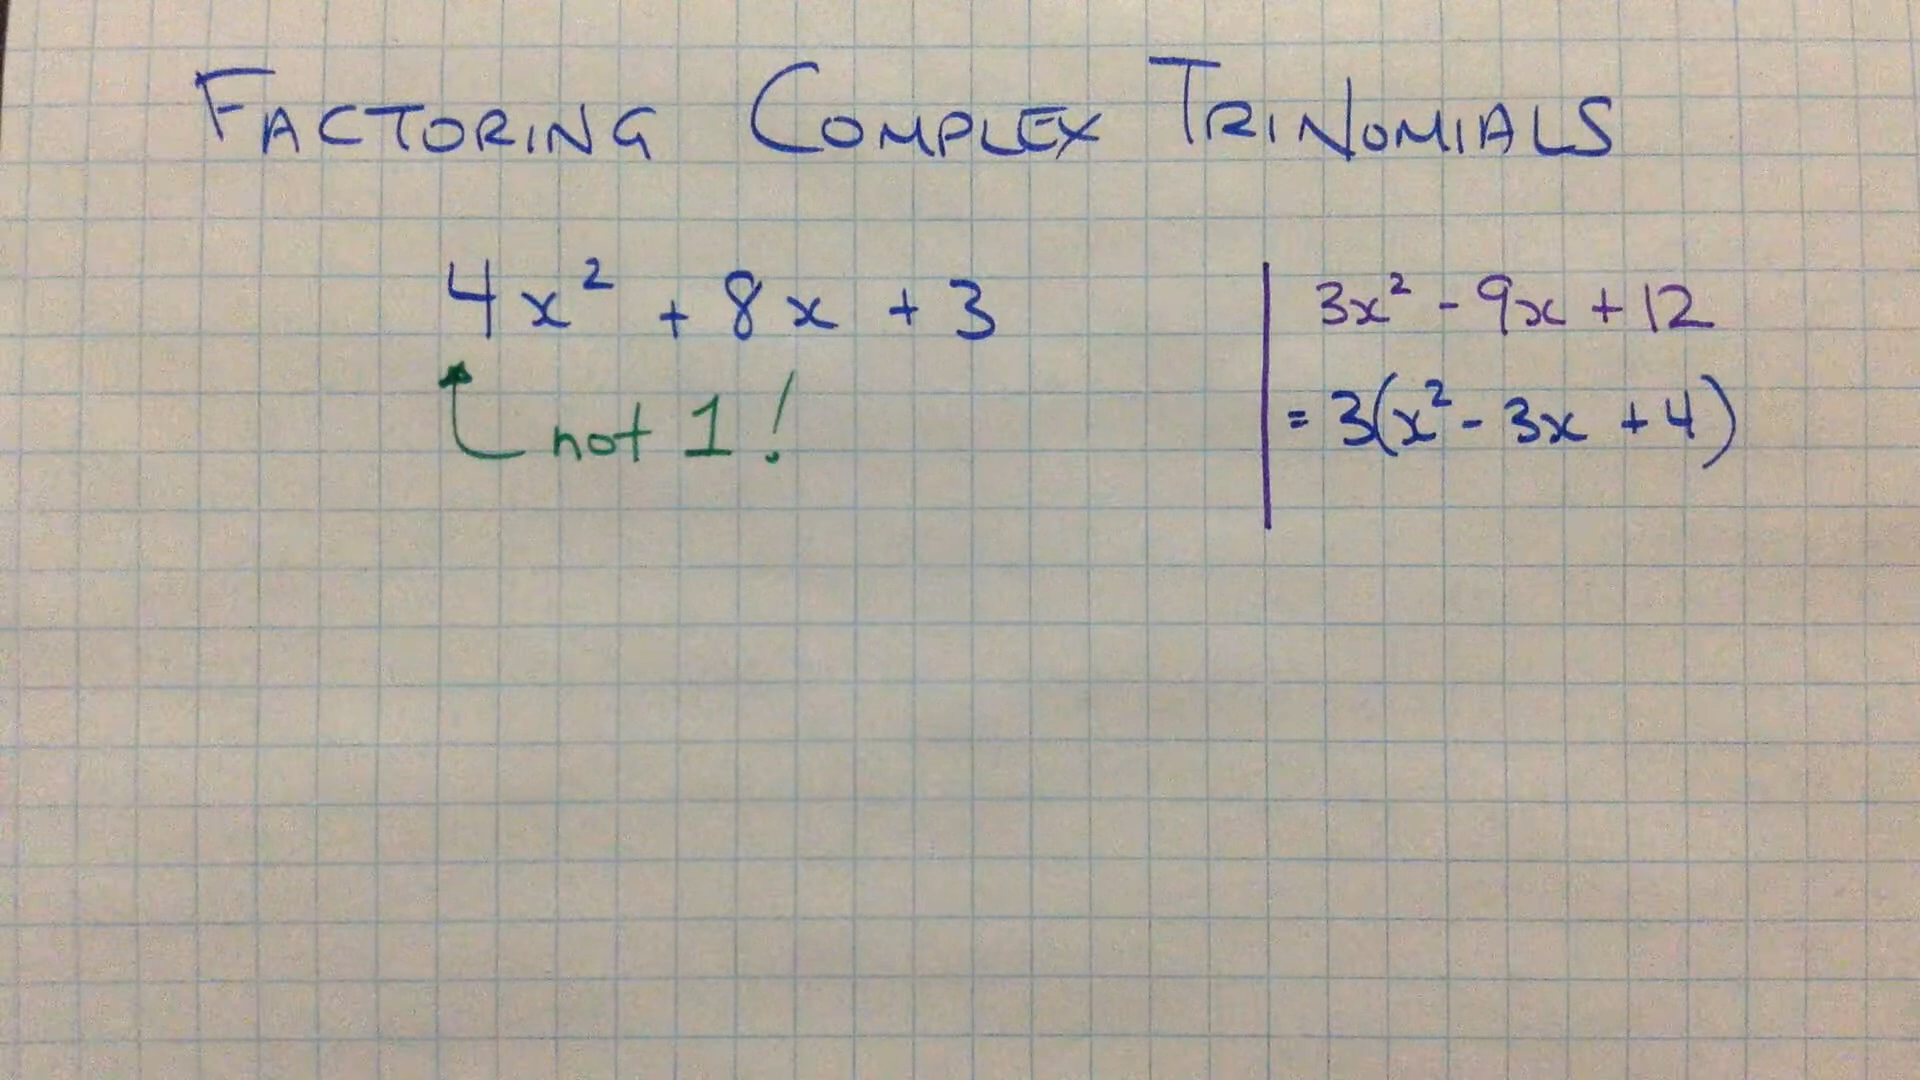 FACTORING COMPLEX TRINOMIALS
4x² + 8x + 3
not 1!
3x² - 9x + 12
= 3(x² - 3x + 4)